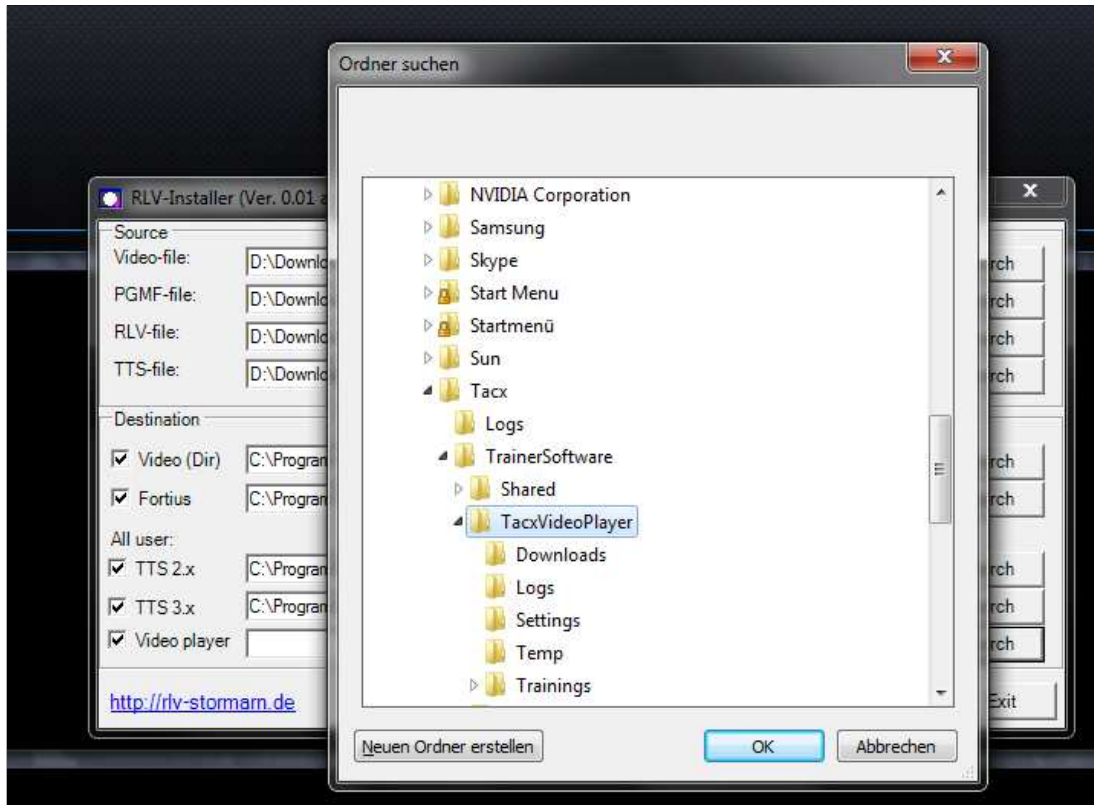 Ordner suchen
NVIDIA Corporation
Samsung
Skype
Start Menu
Startmenü
Sun
Tacx
Logs
TrainerSoftware
Shared
TacxVideoPlayer
Downloads
Logs
Settings
Temp
Trainings
Neuen Ordner erstellen
OK
Abbrechen
RLV-Installer (Ver. 0.01 a
Source
Video-file: D:\Downlo rch
PGMF-file: D:\Downlo rch
RLV-file: D:\Downlo rch
TTS-file: D:\Downlo rch
Destination
Video (Dir) C:\Program rch
Fortius C:\Program rch
All user:
TTS 2.x C:\Program rch
TTS 3.x C:\Program rch
Video player rch
http://rlv-stormarn.de Exit